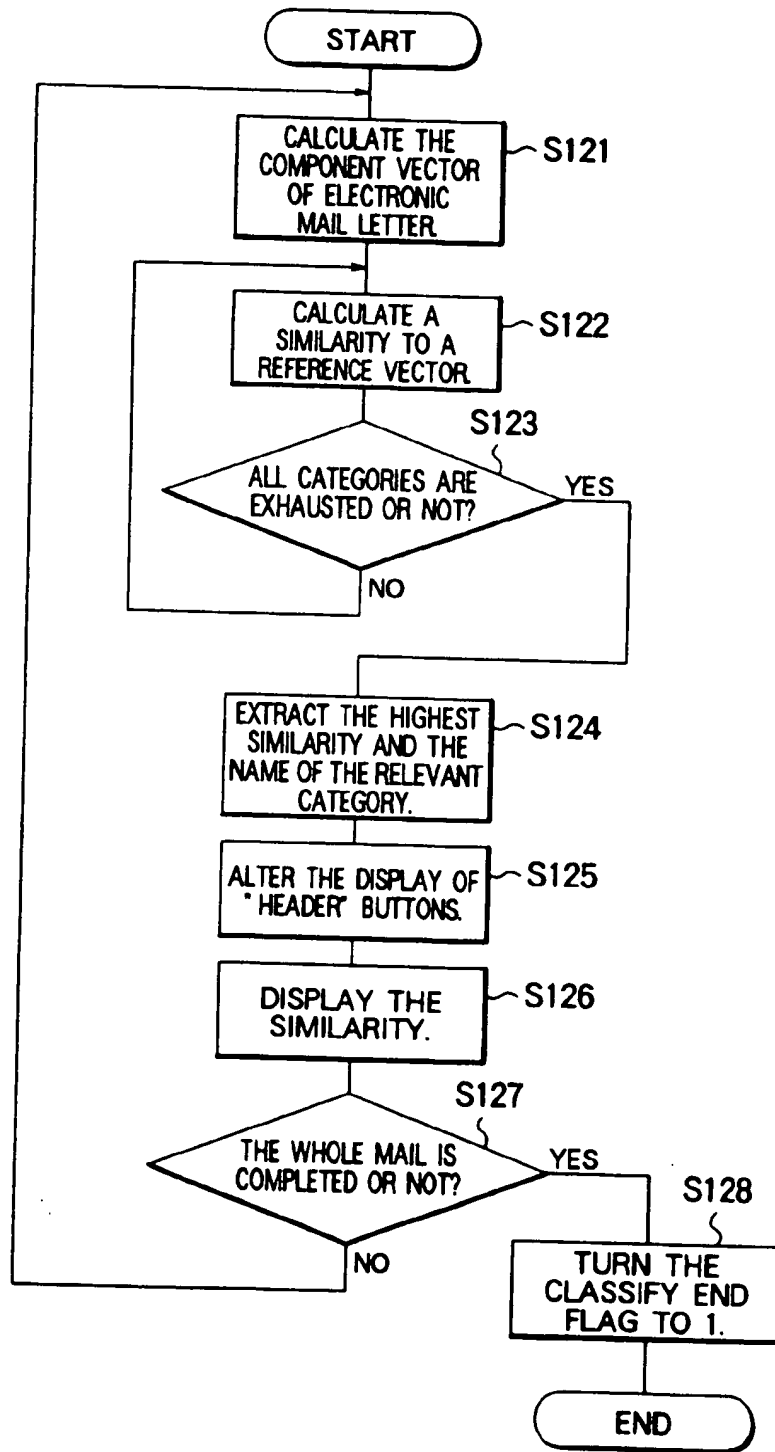 START
CALCULATE THE
COMPONENT VECTOR
OF ELECTRONIC
MAIL LETTER.
S121
CALCULATE A
SIMILARITY TO A
REFERENCE VECTOR.
S122
S123
ALL CATEGORIES ARE
EXHAUSTED OR NOT?
YES
NO
EXTRACT THE HIGHEST
SIMILARITY AND THE
NAME OF THE RELEVANT
CATEGORY.
S124
ALTER THE DISPLAY OF
"HEADER" BUTTONS.
S125
DISPLAY THE
SIMILARITY.
S126
S127
THE WHOLE MAIL IS
COMPLETED OR NOT?
YES
NO
S128
TURN THE
CLASSIFY END
FLAG TO 1.
END